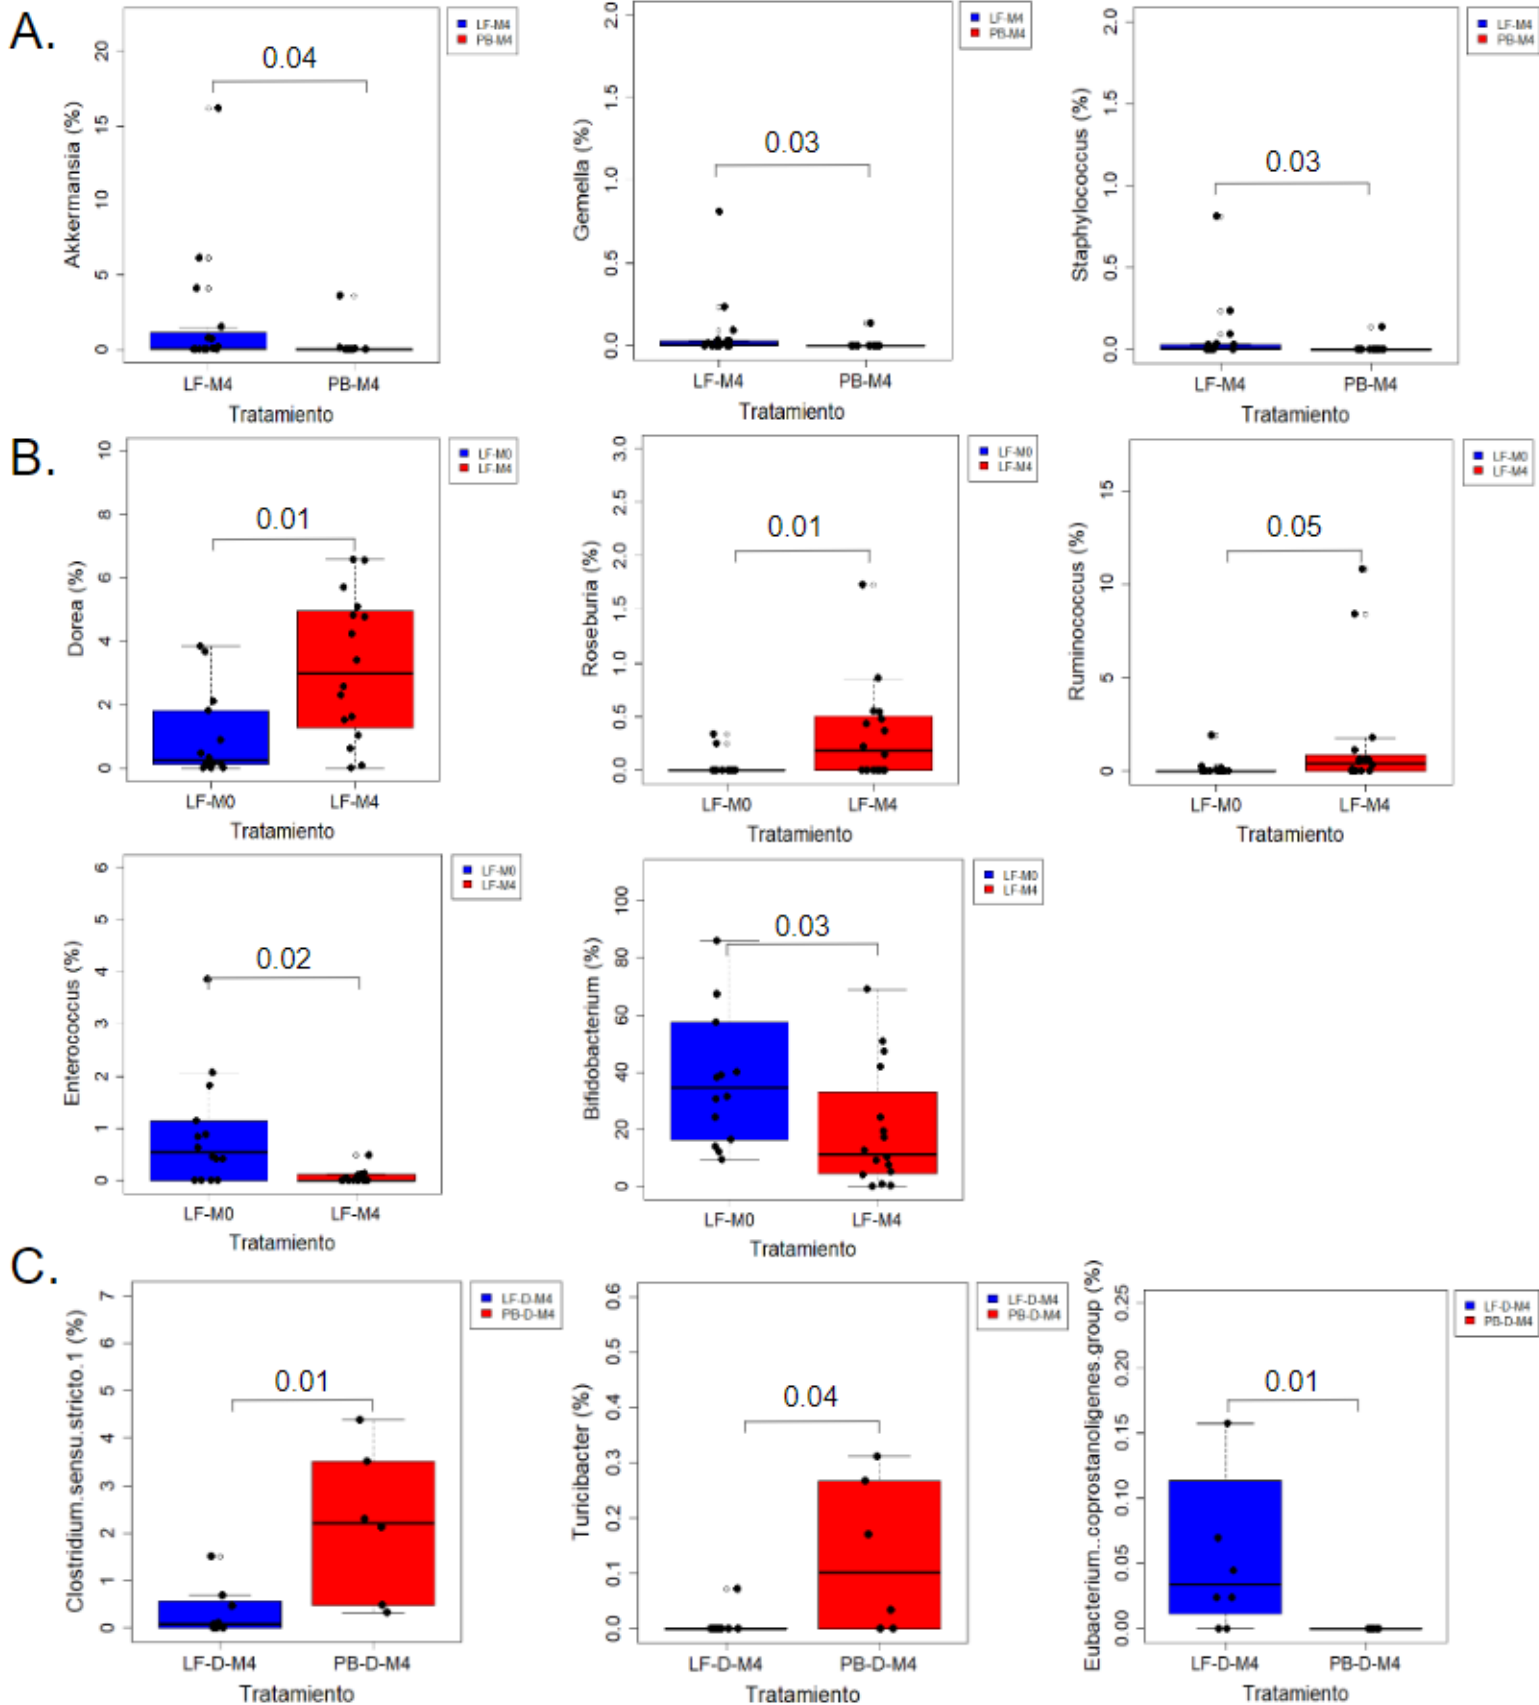 A.
Akkermansia (%)
20
15
10
5
0
0.04
LF-M4
PB-M4
LF-M4
PB-M4
Tratamiento
Gemella (%)
2.0
1.5
1.0
0.5
0.0
0.03
LF-M4
PB-M4
LF-M4
PB-M4
Tratamiento
Staphylococcus (%)
2.0
1.5
1.0
0.5
0.0
0.03
LF-M4
PB-M4
LF-M4
PB-M4
Tratamiento
B.
Dorea (%)
10
8
6
4
2
0
0.01
LF-M0
LF-M4
LF-M0
LF-M4
Tratamiento
Roseburia (%)
3.0
2.5
2.0
1.5
1.0
0.5
0.0
0.01
LF-M0
LF-M4
LF-M0
LF-M4
Tratamiento
Ruminococcus (%)
15
10
5
0
0.05
LF-M0
LF-M4
LF-M0
LF-M4
Tratamiento
Enterococcus (%)
6
5
4
3
2
1
0
0.02
LF-M0
LF-M4
LF-M0
LF-M4
Tratamiento
Bifidobacterium (%)
100
80
60
40
20
0
0.03
LF-M0
LF-M4
LF-M0
LF-M4
Tratamiento
C.
Clostridium.sensu.stricto.1 (%)
7
6
5
4
3
2
1
0
0.01
LF-D-M4
PB-D-M4
LF-D-M4
PB-D-M4
Tratamiento
Turicibacter (%)
0.6
0.5
0.4
0.3
0.2
0.1
0.0
0.04
LF-D-M4
PB-D-M4
LF-D-M4
PB-D-M4
Tratamiento
Eubacterium..coprostanoligenes.group (%)
0.25
0.20
0.15
0.10
0.05
0.00
0.01
LF-D-M4
PB-D-M4
LF-D-M4
PB-D-M4
Tratamiento